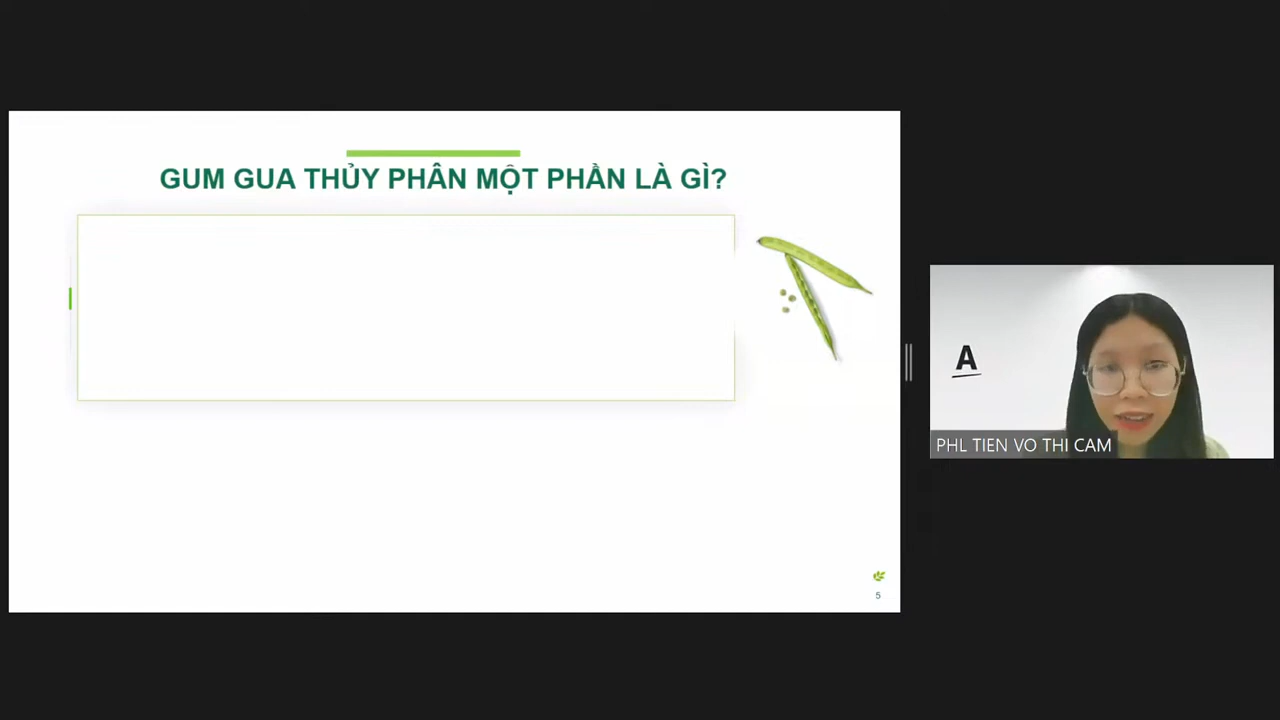 GUM GUA THỦY PHÂN MỘT PHẦN LÀ GÌ?
A
PHL TIEN VO THI CAM
5